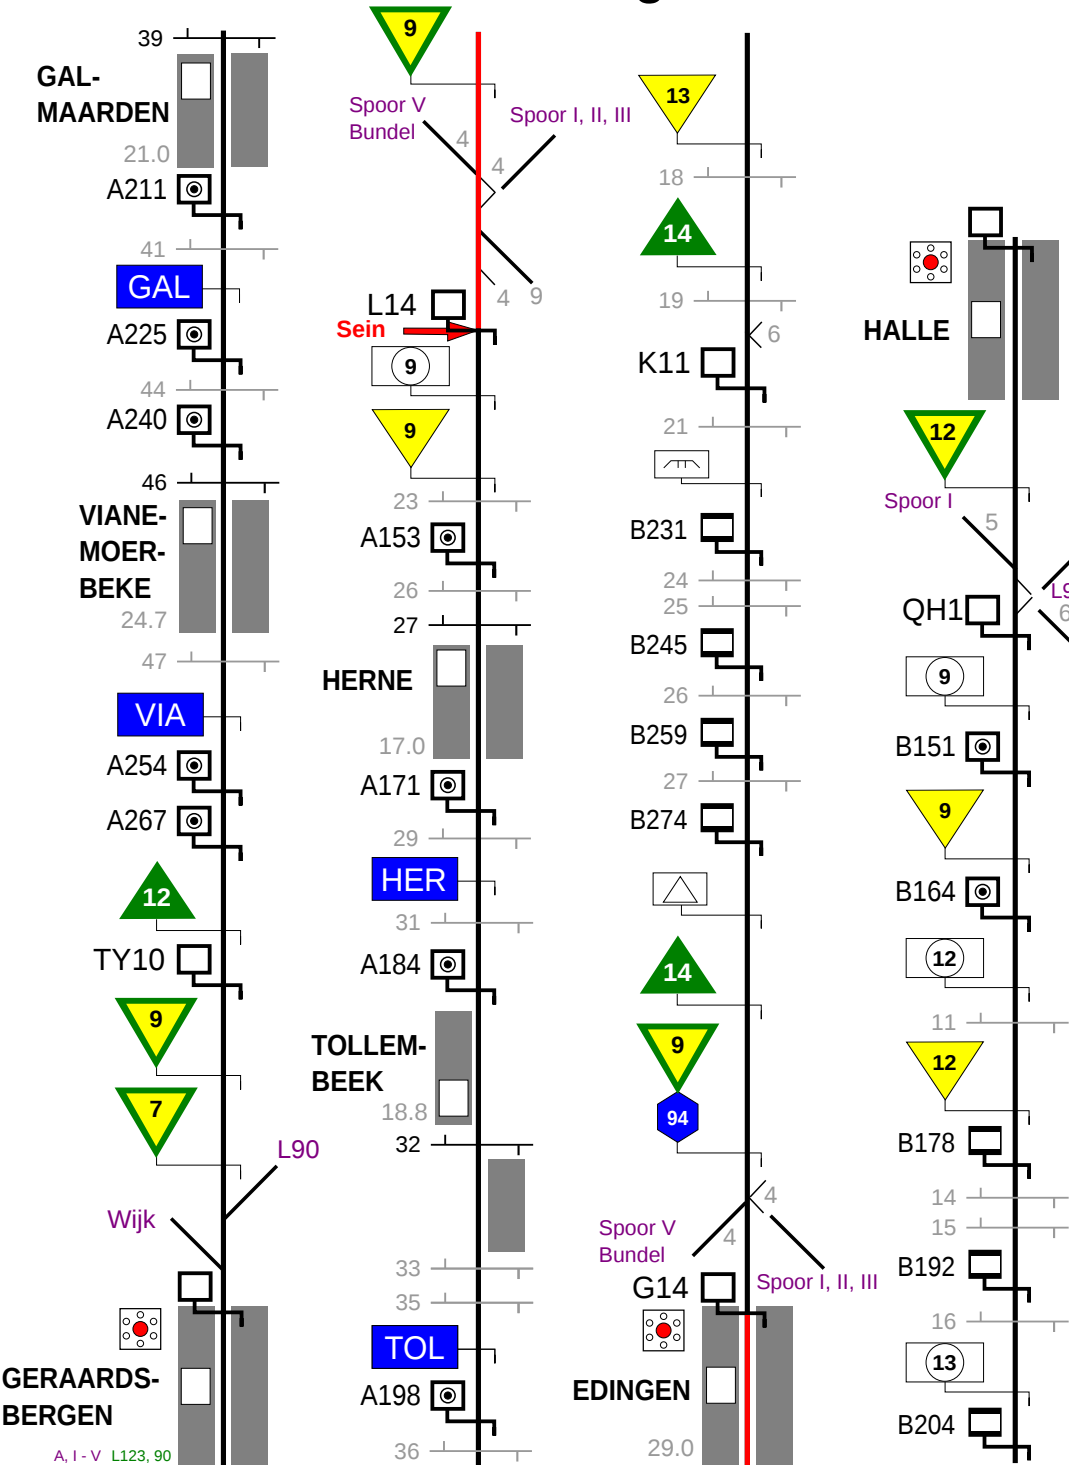 39
GAL-
MAARDEN
21.0
A211
41
GAL
A225
44
A240
46
VIANE-
MOER-
BEKE
24.7
47
VIA
A254
A267
12
TY10
9
7
L90
Wijk
GERAARDS-
BERGEN
A, I - V L123, 90
9
Spoor V
Bundel
Spoor I, II, III
4
4
4
9
L14
Sein
9
9
23
A153
26
27
HERNE
17.0
A171
29
HER
31
A184
TOLLEM-
BEEK
18.8
32
33
35
TOL
A198
36
13
18
14
19
6
K11
21
B231
24
25
B245
26
B259
27
B274
14
9
94
4
Spoor V
Bundel
4
Spoor I, II, III
G14
EDINGEN
29.0
HALLE
12
Spoor I
5
6
QH1
9
B151
9
B164
12
11
12
B178
14
15
B192
16
13
B204